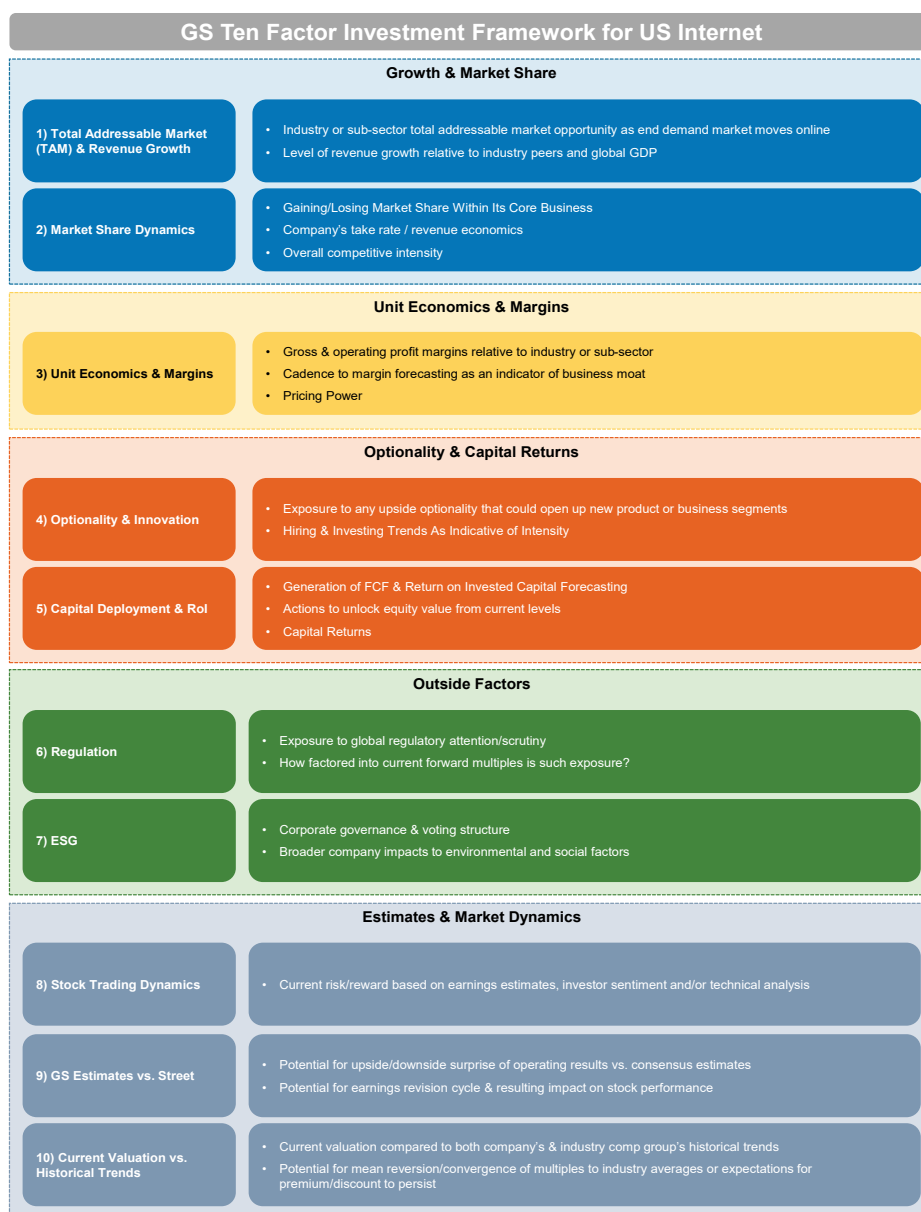 GS Ten Factor Investment Framework for US Internet
Growth & Market Share
1) Total Addressable Market
(TAM) & Revenue Growth
• Industry or sub-sector total addressable market opportunity as end demand market moves online
• Level of revenue growth relative to industry peers and global GDP
2) Market Share Dynamics
• Gaining/Losing Market Share Within Its Core Business
• Company's take rate / revenue economics
• Overall competitive intensity
Unit Economics & Margins
3) Unit Economics & Margins
• Gross & operating profit margins relative to industry or sub-sector
• Cadence to margin forecasting as an indicator of business moat
• Pricing Power
Optionality & Capital Returns
4) Optionality & Innovation
• Exposure to any upside optionality that could open up new product or business segments
• Hiring & Investing Trends As Indicative of Intensity
5) Capital Deployment & RoI
• Generation of FCF & Return on Invested Capital Forecasting
• Actions to unlock equity value from current levels
• Capital Returns
Outside Factors
6) Regulation
• Exposure to global regulatory attention/scrutiny
• How factored into current forward multiples is such exposure?
7) ESG
• Corporate governance & voting structure
• Broader company impacts to environmental and social factors
Estimates & Market Dynamics
8) Stock Trading Dynamics
• Current risk/reward based on earnings estimates, investor sentiment and/or technical analysis
9) GS Estimates vs. Street
• Potential for upside/downside surprise of operating results vs. consensus estimates
• Potential for earnings revision cycle & resulting impact on stock performance
10) Current Valuation vs.
Historical Trends
• Current valuation compared to both company's & industry comp group's historical trends
• Potential for mean reversion/convergence of multiples to industry averages or expectations for
premium/discount to persist